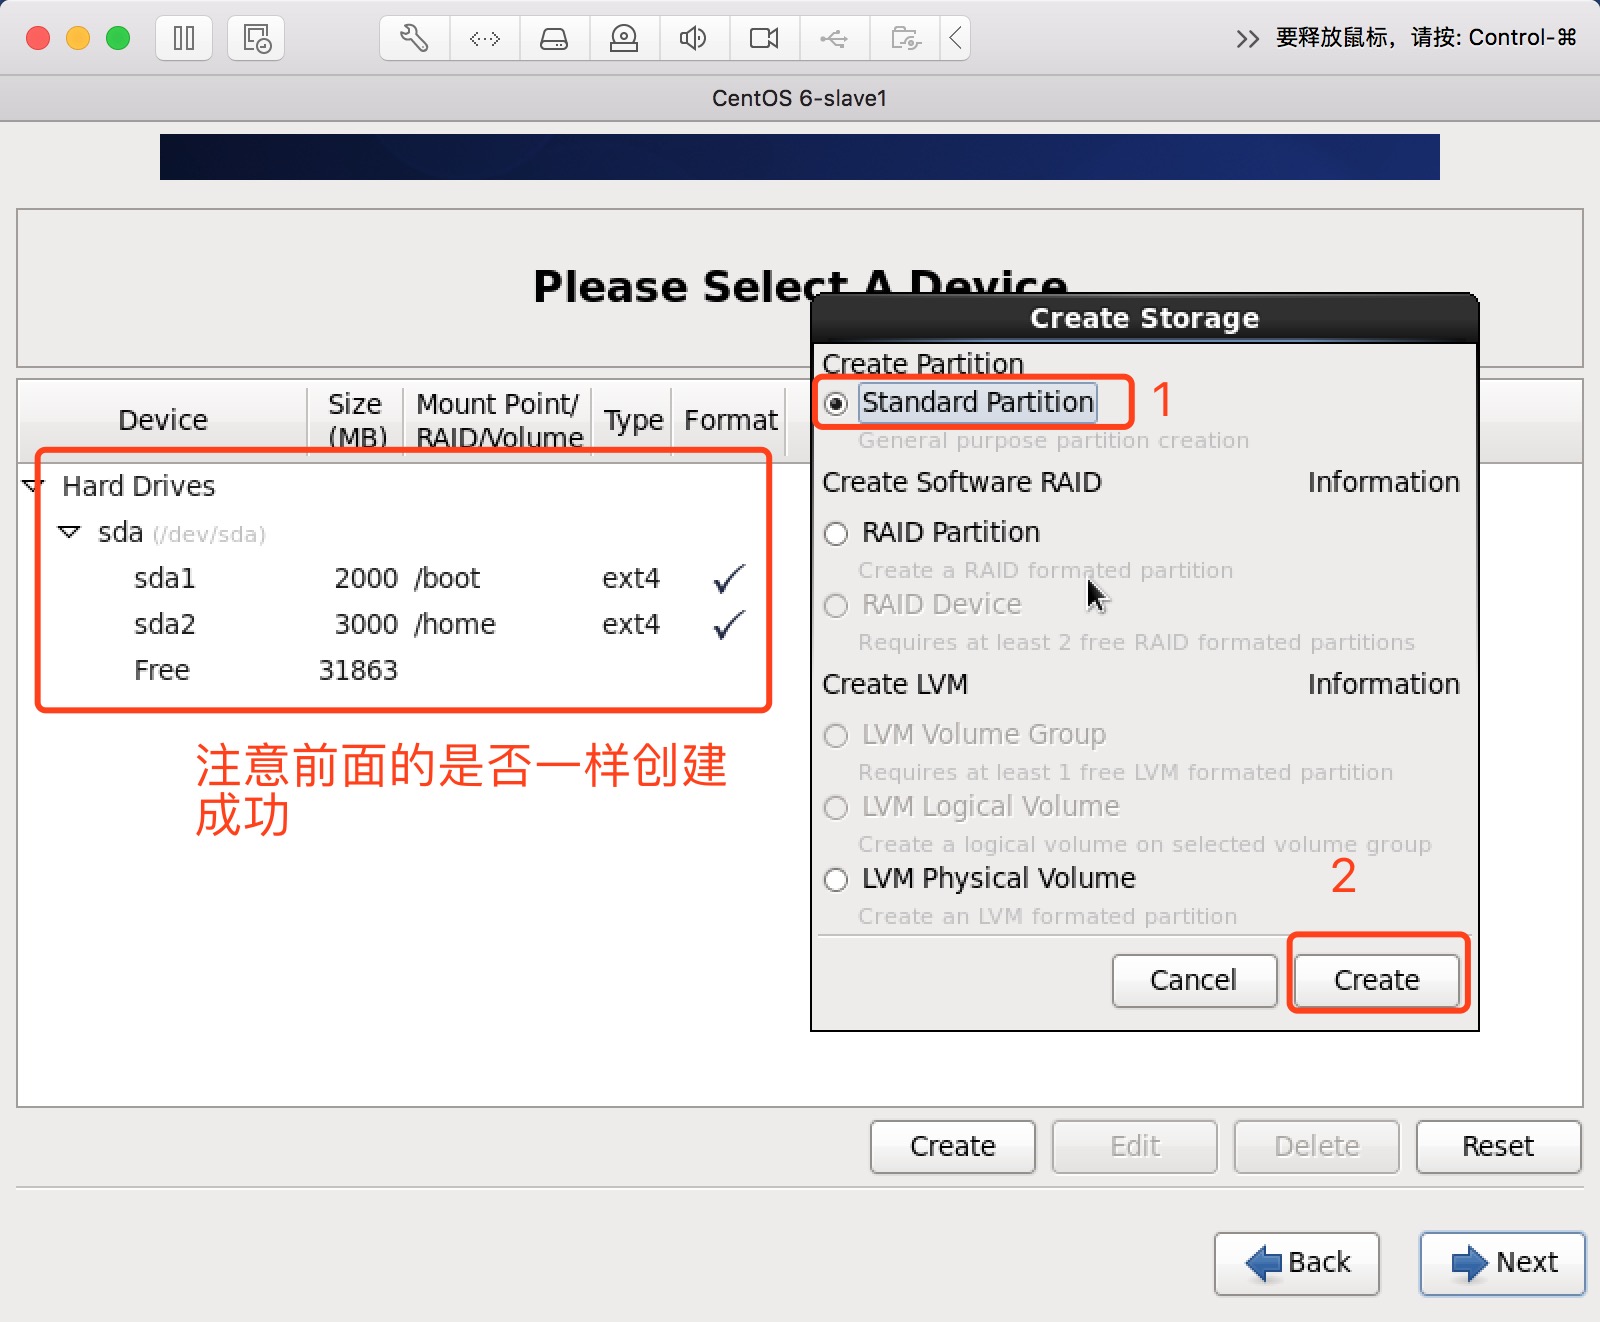 要释放鼠标，请按: Control-⌘
CentOS 6-slave1
Please Select A Device
Device
Size (MB)
Mount Point/ RAID/Volume
Type
Format
Hard Drives
sda (/dev/sda)
sda1 2000 /boot ext4 ✓
sda2 3000 /home ext4 ✓
Free 31863
注意前面的是否一样创建
成功
Create Storage
Create Partition
Standard Partition 1
General purpose partition creation
Create Software RAID Information
RAID Partition
Create a RAID formated partition
RAID Device
Requires at least 2 free RAID formated partitions
Create LVM Information
LVM Volume Group
Requires at least 1 free LVM formated partition
LVM Logical Volume
Create a logical volume on selected volume group
LVM Physical Volume 2
Create an LVM formated partition
Cancel Create
Create Edit Delete Reset
Back Next